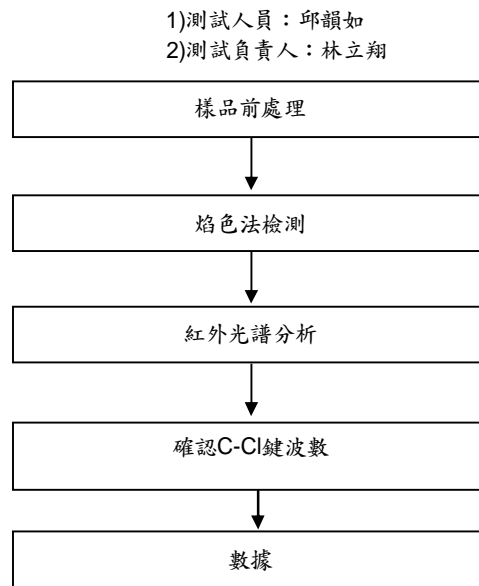 1)測試人員：邱韻如
2)測試負責人：林立翔
樣品前處理
焰色法檢測
紅外光譜分析
確認C-Cl鍵波數
數據